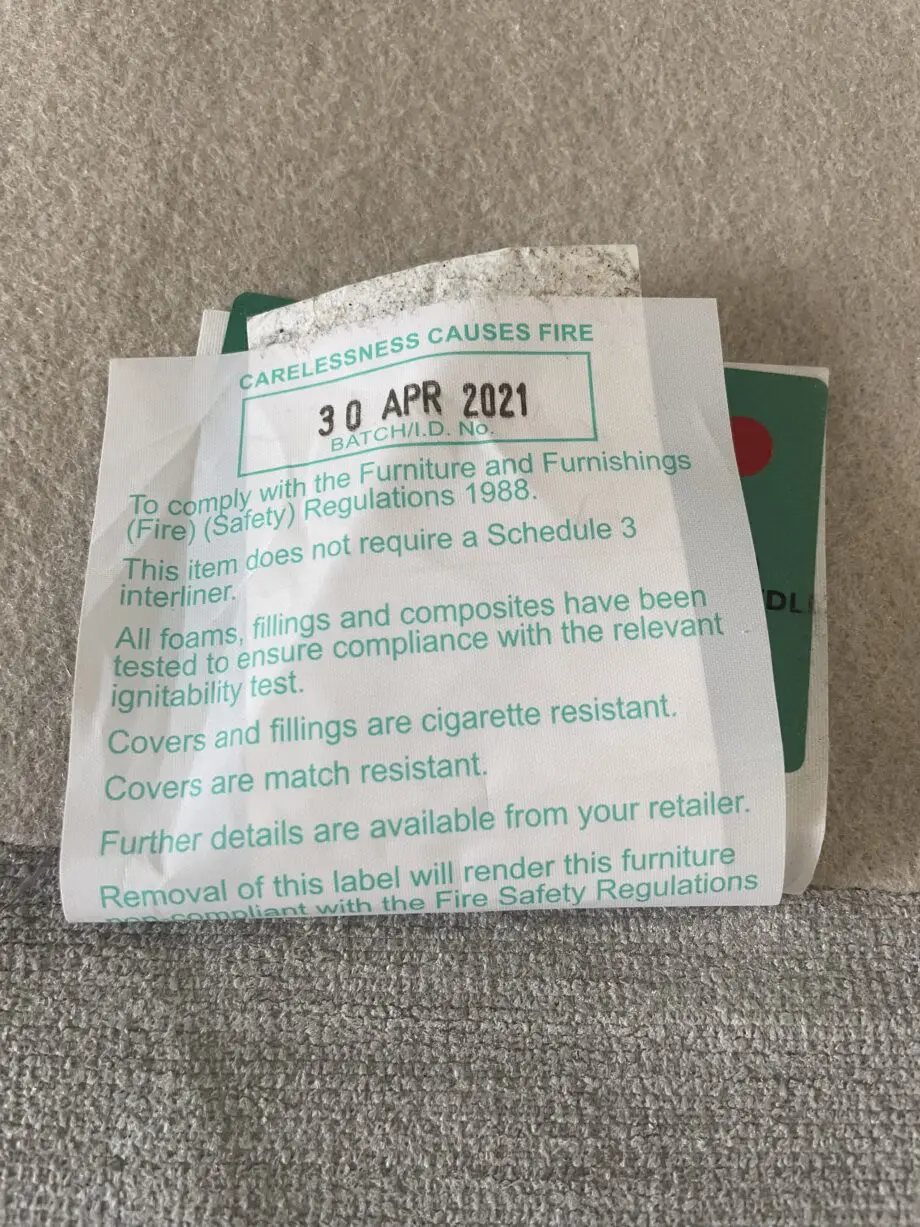 CARELESSNESS CAUSES FIRE
30 APR 2021
BATCH/I.D. No.
To comply with the Furniture and Furnishings
(Fire) (Safety) Regulations 1988.
This item does not require a Schedule 3
interliner.
All foams, fillings and composites have been
tested to ensure compliance with the relevant
ignitability test.
Covers and fillings are cigarette resistant.
Covers are match resistant.
Further details are available from your retailer.
Removal of this label will render this furniture
non-compliant with the Fire Safety Regulations